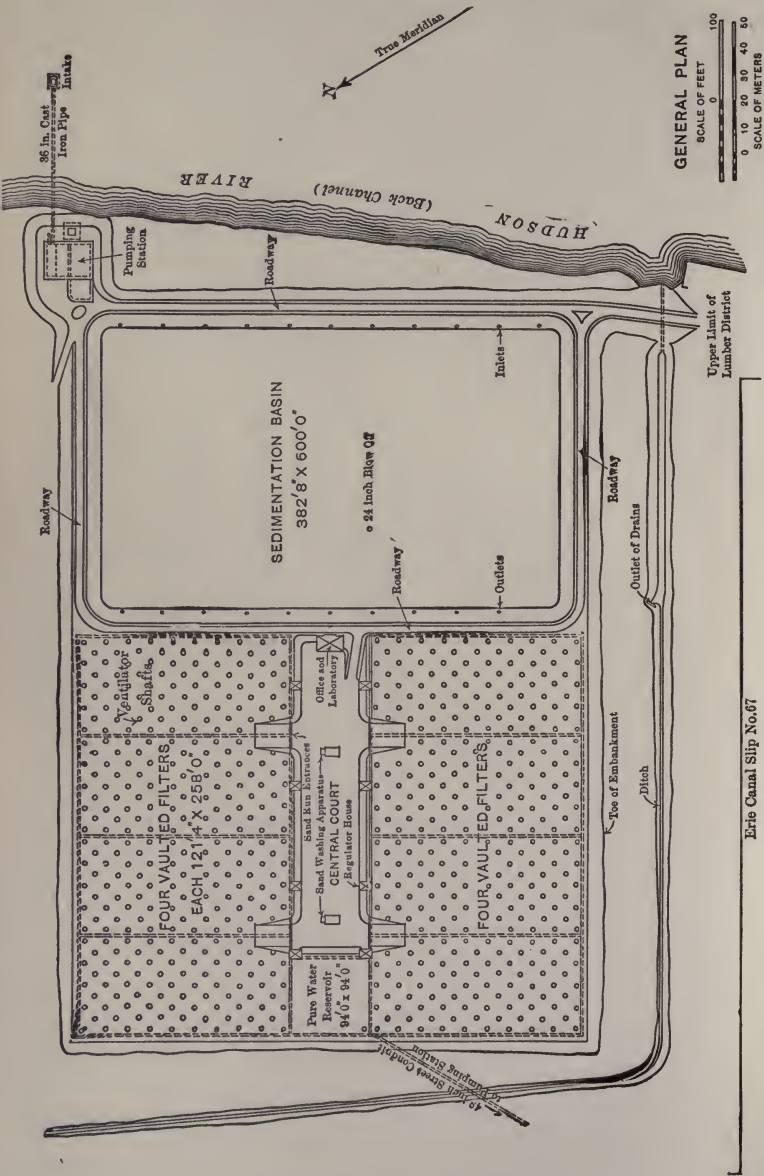 36 in. Cast
Iron Pipe
Intake
N
True Meridian
GENERAL PLAN
SCALE OF FEET
0 100
0 10 20 30 40 50
SCALE OF METERS
HUDSON RIVER
(Back Channel)
Pumping
Station
Roadway
Roadway
Inlets
Upper Limit of
Lumber District
SEDIMENTATION BASIN
382'8" X 600'0"
24 inch Blow Off
Roadway
Outlets
Roadway
Outlet of Drains
Ventilator
Shafts
FOUR VAULTED FILTERS
EACH 121'4" X 258'0"
Office and
Laboratory
Sand Run Entrances
Sand Washing Apparatus
CENTRAL COURT
Regulator House
Pure Water
Reservoir
94'0" x 94'0"
FOUR VAULTED FILTERS
Toe of Embankment
Ditch
48 Inch Street Conduit
to Pumping Station
Erie Canal Slip No.67